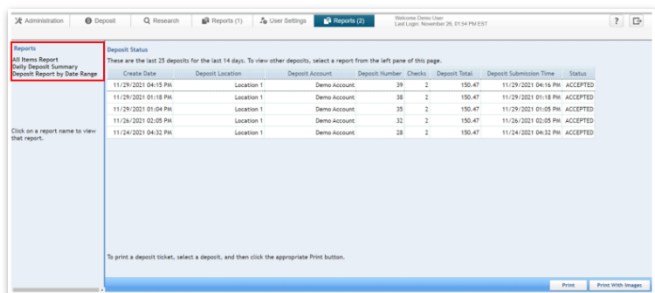 Administration Deposit Research Reports (1) User Settings Reports (2) Welcome Demo User
Last Login: November 29, 01:54 PM EST
Reports
All Items Report
Daily Deposit Summary
Deposit Report by Date Range
Click on a report name to view
that report.
Deposit Status
These are the last 25 deposits for the last 14 days. To view other deposits, select a report from the left pane of this page.
Create Date Deposit Location Deposit Account Deposit Number Checks Deposit Total Deposit Submission Time Status
11/29/2021 04:15 PM Location 1 Demo Account 39 2 150.47 11/29/2021 04:16 PM ACCEPTED
11/29/2021 01:18 PM Location 1 Demo Account 38 2 150.47 11/29/2021 01:18 PM ACCEPTED
11/29/2021 01:04 PM Location 1 Demo Account 35 2 150.47 11/29/2021 01:05 PM ACCEPTED
11/26/2021 02:05 PM Location 1 Demo Account 32 2 150.47 11/26/2021 02:05 PM ACCEPTED
11/24/2021 04:32 PM Location 1 Demo Account 28 2 150.47 11/24/2021 04:32 PM ACCEPTED
To print a deposit ticket, select a deposit, and then click the appropriate Print button.
Print Print With Images